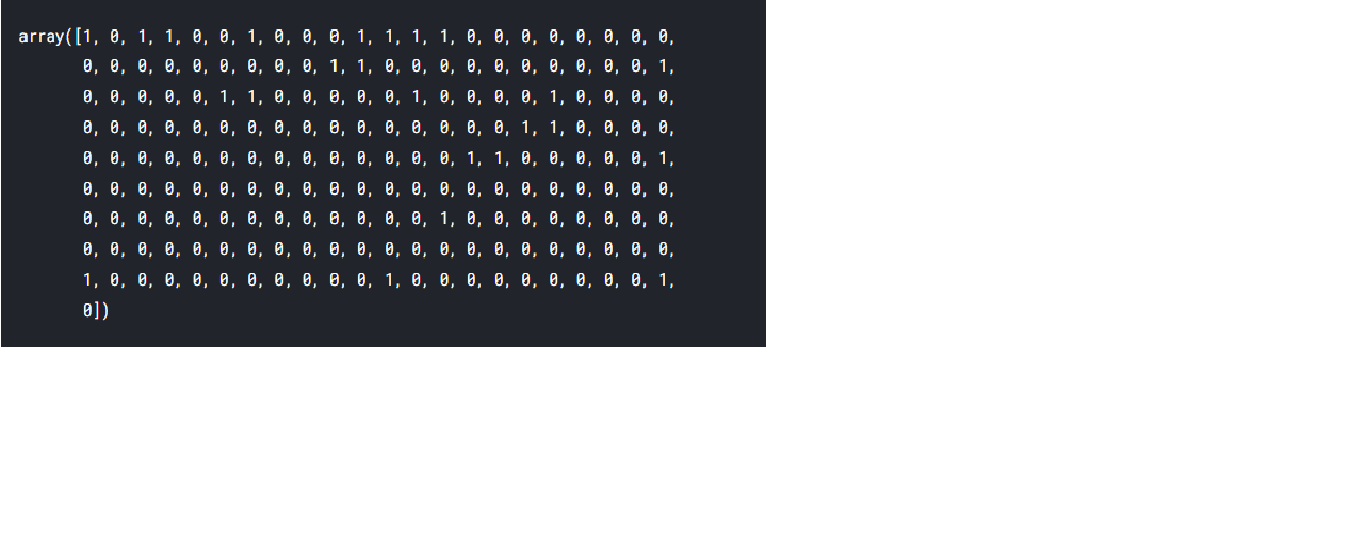 array([1, 0, 1, 1, 0, 0, 1, 0, 0, 0, 1, 1, 1, 1, 0, 0, 0, 0, 0, 0, 0, 0,
0, 0, 0, 0, 0, 0, 0, 0, 0, 1, 1, 0, 0, 0, 0, 0, 0, 0, 0, 0, 0, 1,
0, 0, 0, 0, 0, 1, 1, 0, 0, 0, 0, 0, 1, 0, 0, 0, 0, 1, 0, 0, 0, 0,
0, 0, 0, 0, 0, 0, 0, 0, 0, 0, 0, 0, 0, 0, 0, 0, 1, 1, 0, 0, 0, 0,
0, 0, 0, 0, 0, 0, 0, 0, 0, 0, 0, 0, 0, 0, 1, 1, 0, 0, 0, 0, 0, 1,
0, 0, 0, 0, 0, 0, 0, 0, 0, 0, 0, 0, 0, 0, 0, 0, 0, 0, 0, 0, 0, 0,
0, 0, 0, 0, 0, 0, 0, 0, 0, 0, 0, 0, 0, 1, 0, 0, 0, 0, 0, 0, 0, 0,
0, 0, 0, 0, 0, 0, 0, 0, 0, 0, 0, 0, 0, 0, 0, 0, 0, 0, 0, 0, 0, 0,
1, 0, 0, 0, 0, 0, 0, 0, 0, 0, 0, 1, 0, 0, 0, 0, 0, 0, 0, 0, 0, 1,
0])